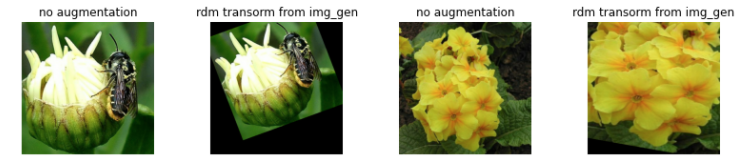 no augmentation
rdm transorm from img_gen
no augmentation
rdm transorm from img_gen